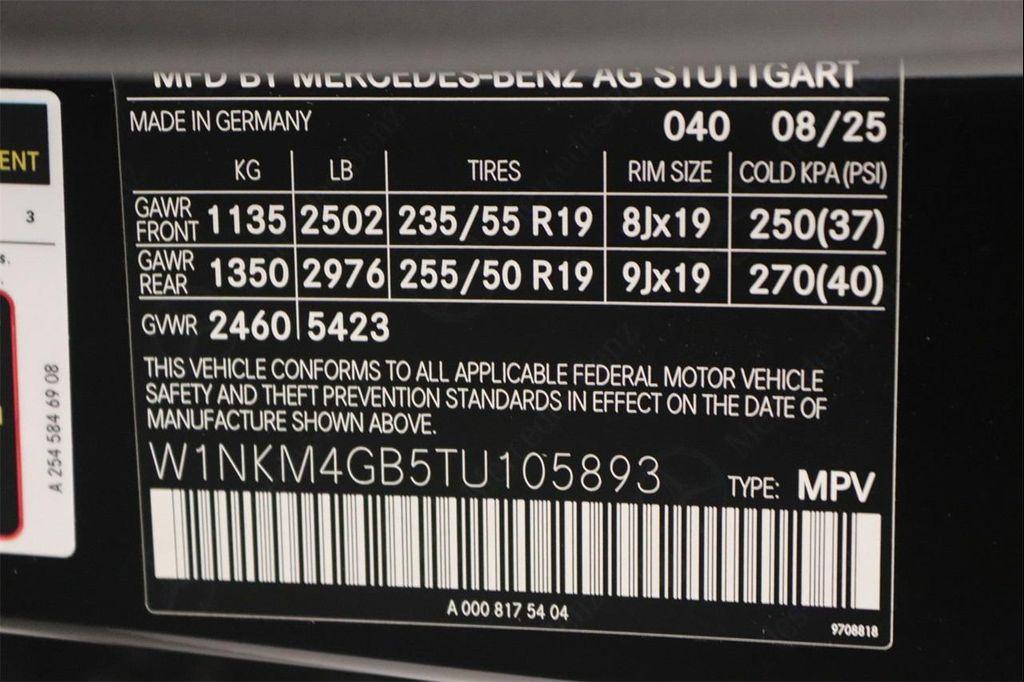 MFD BY MERCEDES-BENZ AG STUTTGART
MADE IN GERMANY 040 08/25
KG LB TIRES RIM SIZE COLD KPA (PSI)
GAWR FRONT 1135 2502 235/55 R19 8Jx19 250(37)
GAWR REAR 1350 2976 255/50 R19 9Jx19 270(40)
GVWR 2460 5423
THIS VEHICLE CONFORMS TO ALL APPLICABLE FEDERAL MOTOR VEHICLE
SAFETY AND THEFT PREVENTION STANDARDS IN EFFECT ON THE DATE OF
MANUFACTURE SHOWN ABOVE.
W1NKM4GB5TU105893 TYPE: MPV
A 000 817 54 04
9708818
ENT
3
s.
A 254 584 69 08